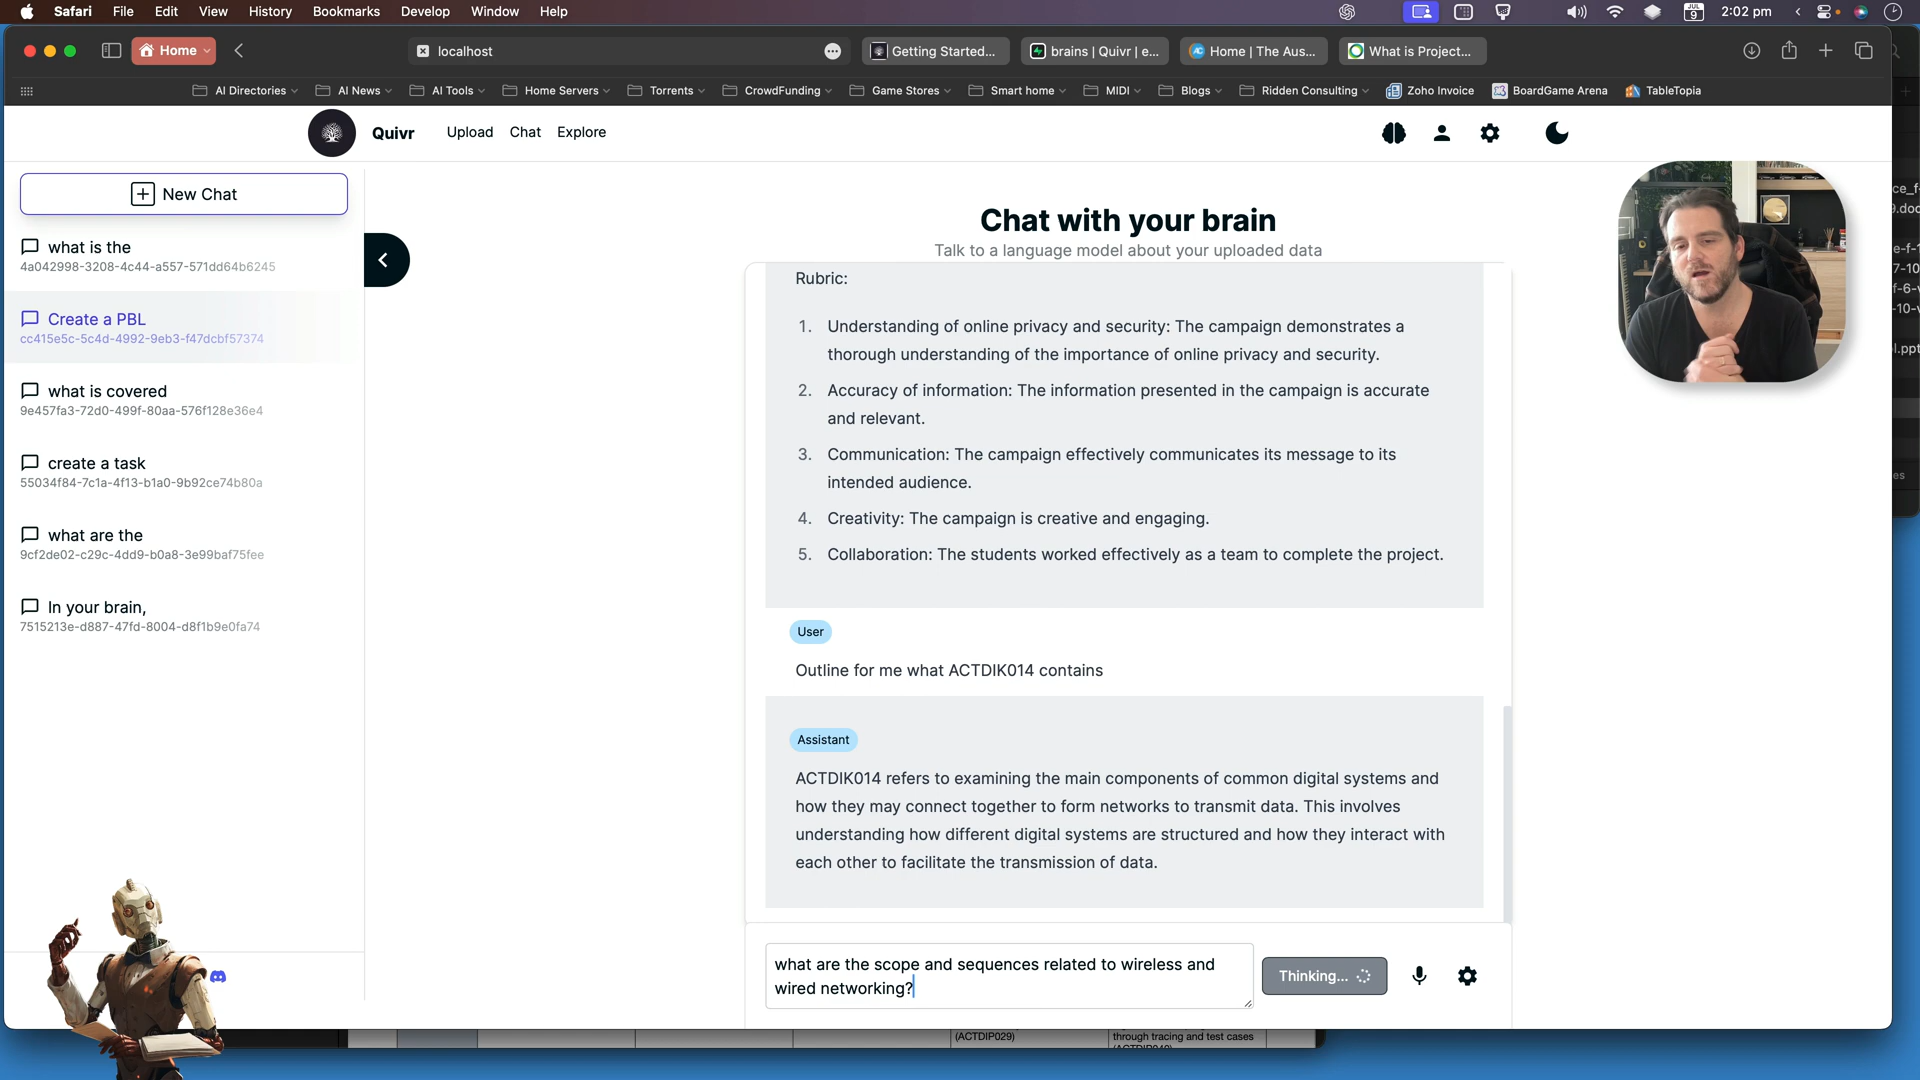 Safari File Edit View History Bookmarks Develop Window Help
JUL 9 2:02 pm
Home
localhost
Getting Started...
brains | Quivr | e...
Home | The Aus...
What is Project...
AI Directories
AI News
AI Tools
Home Servers
Torrents
CrowdFunding
Game Stores
Smart home
MIDI
Blogs
Ridden Consulting
Zoho Invoice
BoardGame Arena
TableTopia
Quivr
Upload Chat Explore
New Chat
what is the
4a042998-3208-4c44-a557-571dd64b6245
Create a PBL
cc415e5c-5c4d-4992-9eb3-f47dcbf57374
what is covered
9e457fa3-72d0-499f-80aa-576f128e36e4
create a task
55034f84-7c1a-4f13-b1a0-9b92ce74b80a
what are the
9cf2de02-c29c-4dd9-b0a8-3e99baf75fee
In your brain,
7515213e-d887-47fd-8004-d8f1b9e0fa74
Chat with your brain
Talk to a language model about your uploaded data
Rubric:
1. Understanding of online privacy and security: The campaign demonstrates a
thorough understanding of the importance of online privacy and security.
2. Accuracy of information: The information presented in the campaign is accurate
and relevant.
3. Communication: The campaign effectively communicates its message to its
intended audience.
4. Creativity: The campaign is creative and engaging.
5. Collaboration: The students worked effectively as a team to complete the project.
User
Outline for me what ACTDIK014 contains
Assistant
ACTDIK014 refers to examining the main components of common digital systems and
how they may connect together to form networks to transmit data. This involves
understanding how different digital systems are structured and how they interact with
each other to facilitate the transmission of data.
what are the scope and sequences related to wireless and
wired networking?
Thinking...
(ACTDIP029)
through tracing and test cases